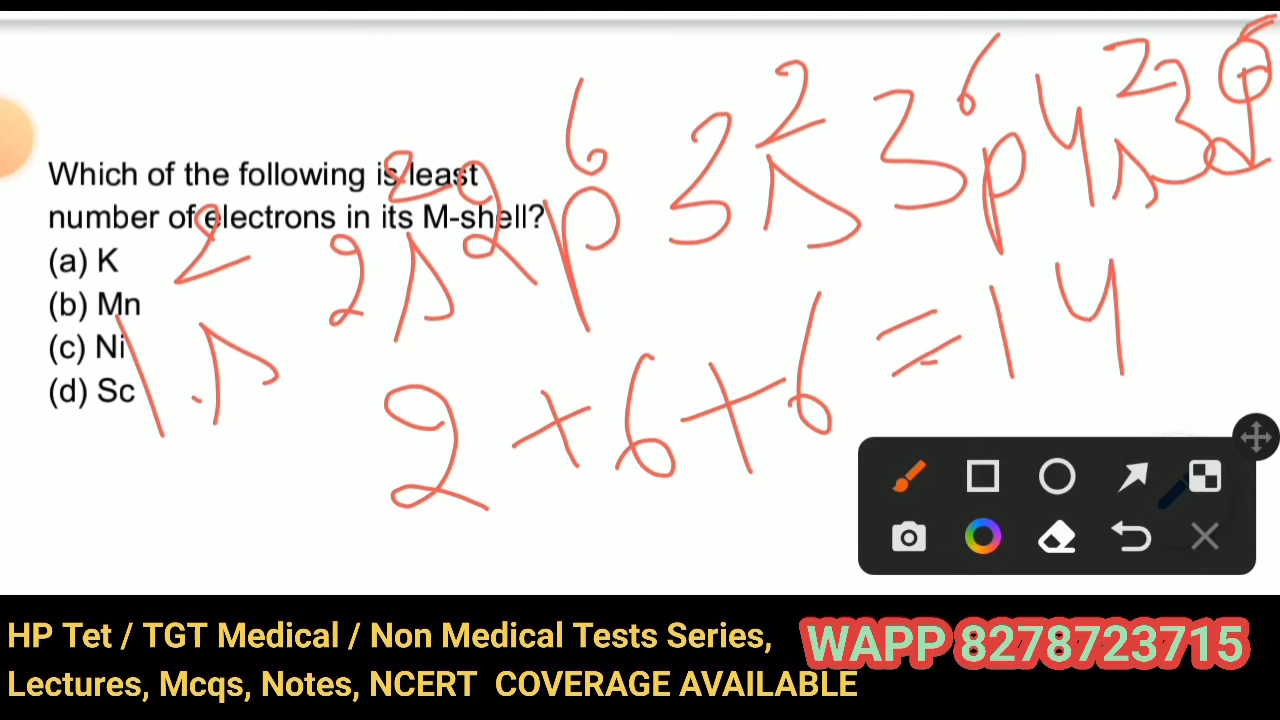 Which of the following is least
number of electrons in its M-shell?
(a) K
(b) Mn
(c) Ni
(d) Sc
1s² 2s² 2p⁶ 3s² 3p⁶ 4s² 3d
2+6+6=14
HP Tet / TGT Medical / Non Medical Tests Series,
Lectures, Mcqs, Notes, NCERT COVERAGE AVAILABLE
WAPP 8278723715